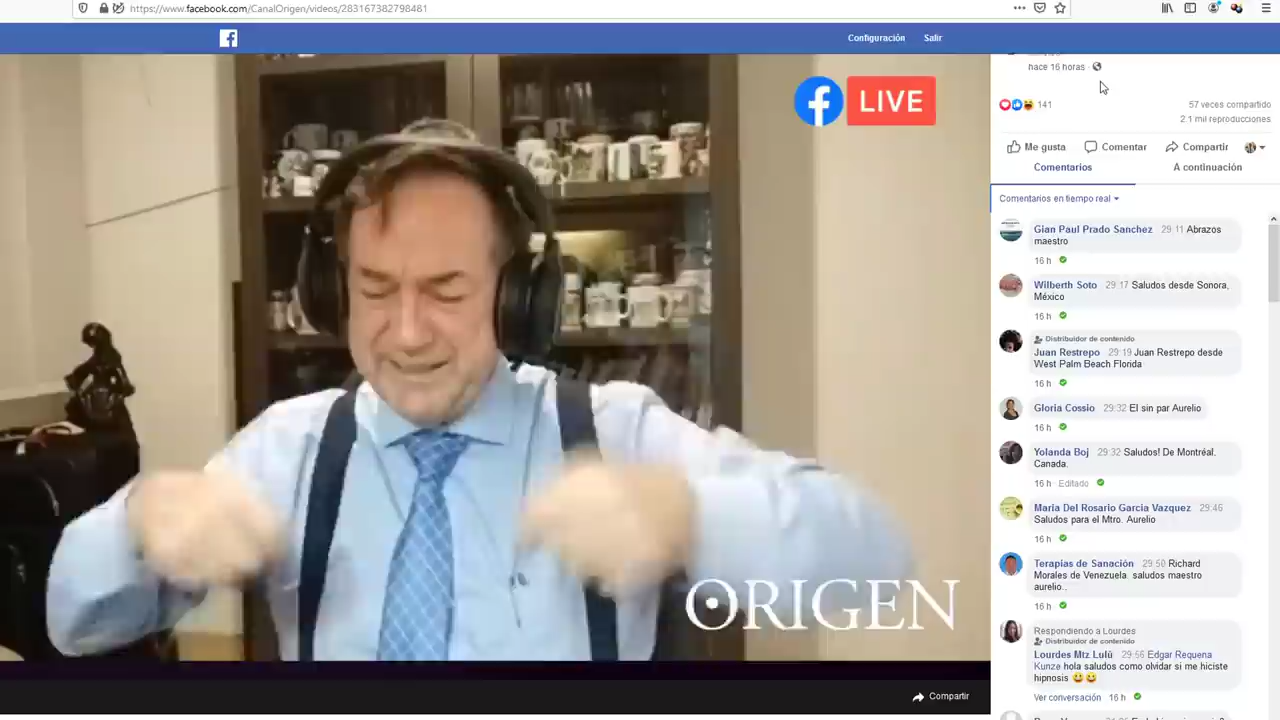 https://www.facebook.com/CanalOrigen/videos/283167382798481
Configuración
Salir
LIVE
ORIGEN
Compartir
hace 16 horas ·
141
57 veces compartido
2.1 mil reproducciones
Me gusta
Comentar
Compartir
Comentarios
A continuación
Comentarios en tiempo real
Gian Paul Prado Sanchez 29:11 Abrazos
maestro
16 h
Wilberth Soto 29:17 Saludos desde Sonora,
México
16 h
Distribuidor de contenido
Juan Restrepo 29:19 Juan Restrepo desde
West Palm Beach Florida
16 h
Gloria Cossio 29:32 El sin par Aurelio
16 h
Yolanda Boj 29:32 Saludos! De Montréal.
Canada.
16 h · Editado
Maria Del Rosario Garcia Vazquez 29:46
Saludos para el Mtro. Aurelio
16 h
Terapias de Sanación 29:50 Richard
Morales de Venezuela. saludos maestro
aurelio..
16 h
Respondiendo a Lourdes
Distribuidor de contenido
Lourdes Mtz Lulú 29:56 Edgar Requena
Kunze hola saludos como olvidar si me hiciste
hipnosis 😃😃
Ver conversación 16 h